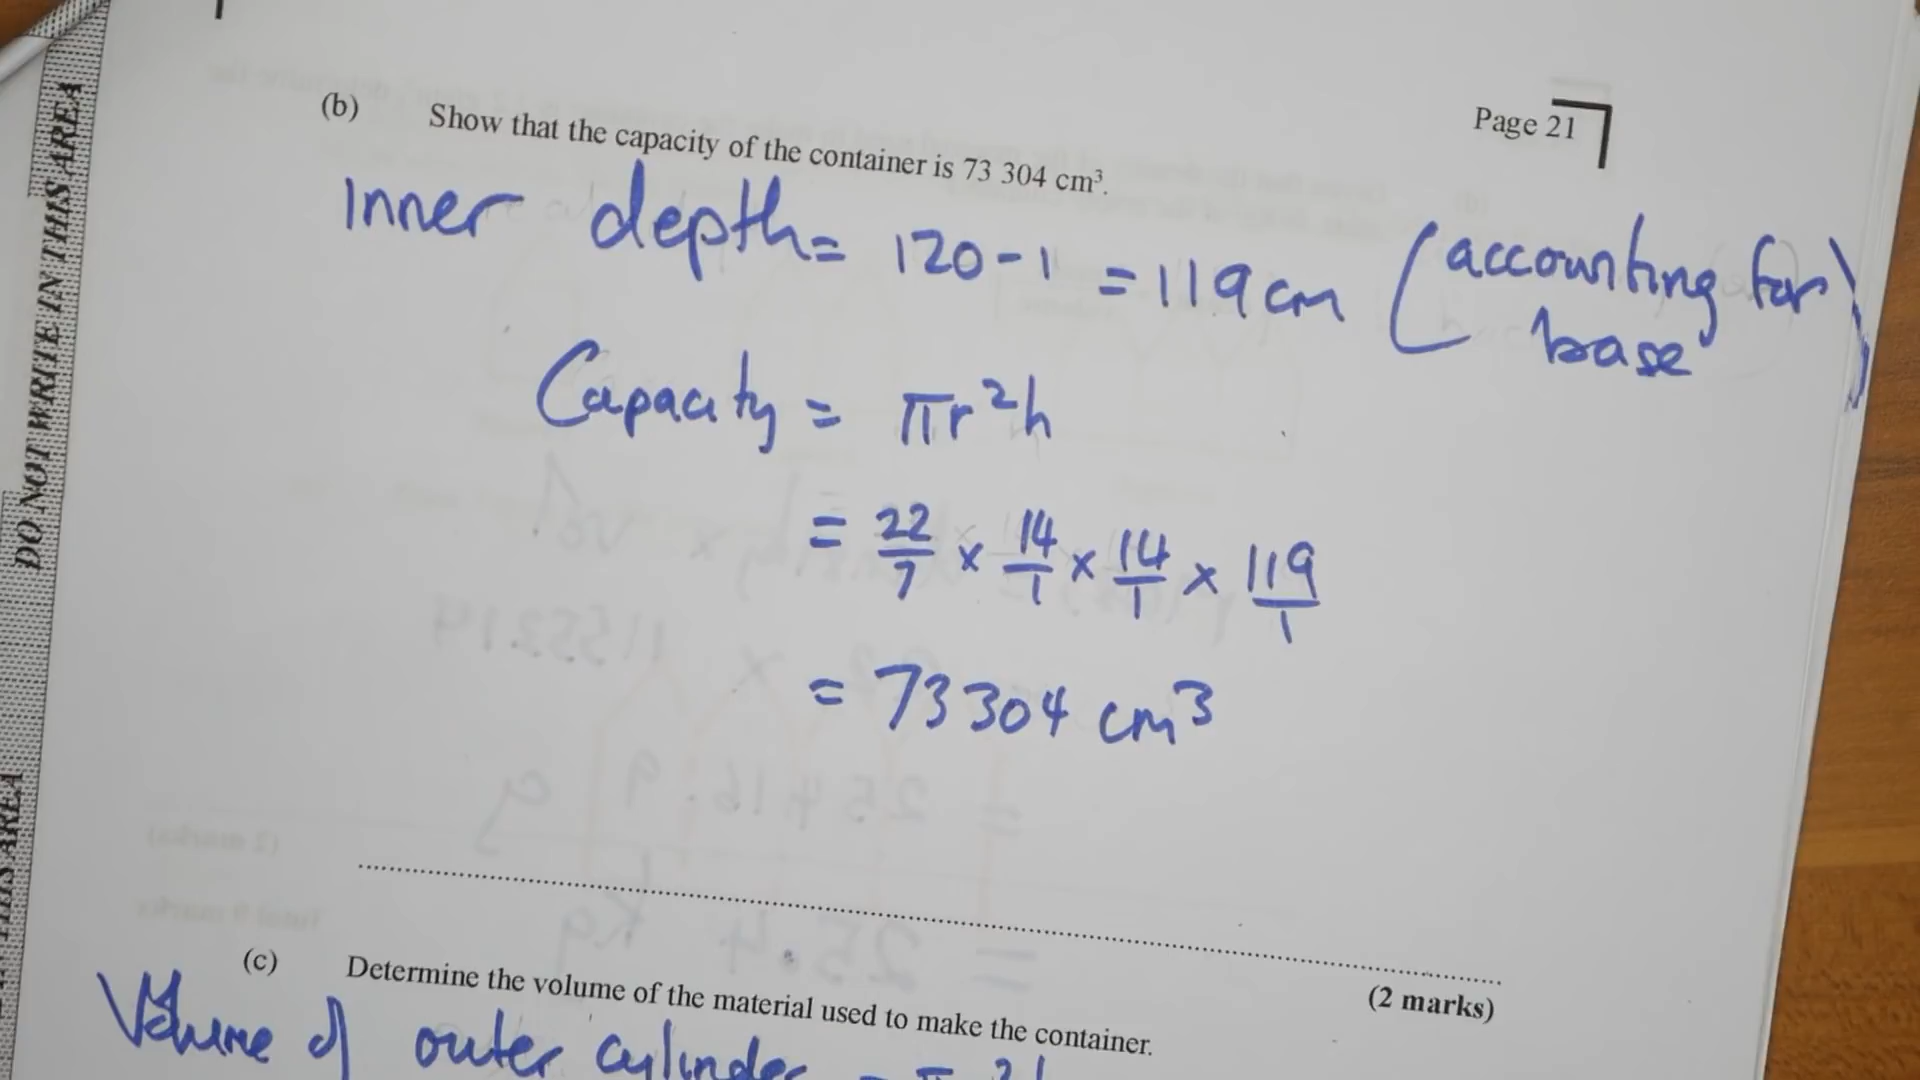 Page 21
(b) Show that the capacity of the container is 73 304 cm³.
Inner depth = 120 - 1 = 119 cm (accounting for base)
Capacity = πr²h
= 22/7 × 14/1 × 14/1 × 119/1
= 73304 cm³
(2 marks)
(c) Determine the volume of the material used to make the container.
Volume of outer cylinder =
DO NOT WRITE IN THIS AREA
THIS AREA